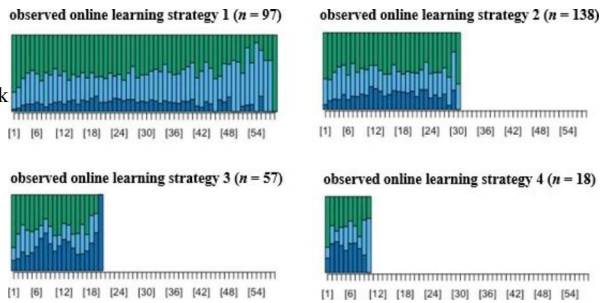 observed online learning strategy 1 (n = 97)
observed online learning strategy 2 (n = 138)
k
[1] [6] [12] [18] [24] [30] [36] [42] [48] [54]
[1] [6] [12] [18] [24] [30] [36] [42] [48] [54]
observed online learning strategy 3 (n = 57)
observed online learning strategy 4 (n = 18)
[1] [6] [12] [18] [24] [30] [36] [42] [48] [54]
[1] [6] [12] [18] [24] [30] [36] [42] [48] [54]